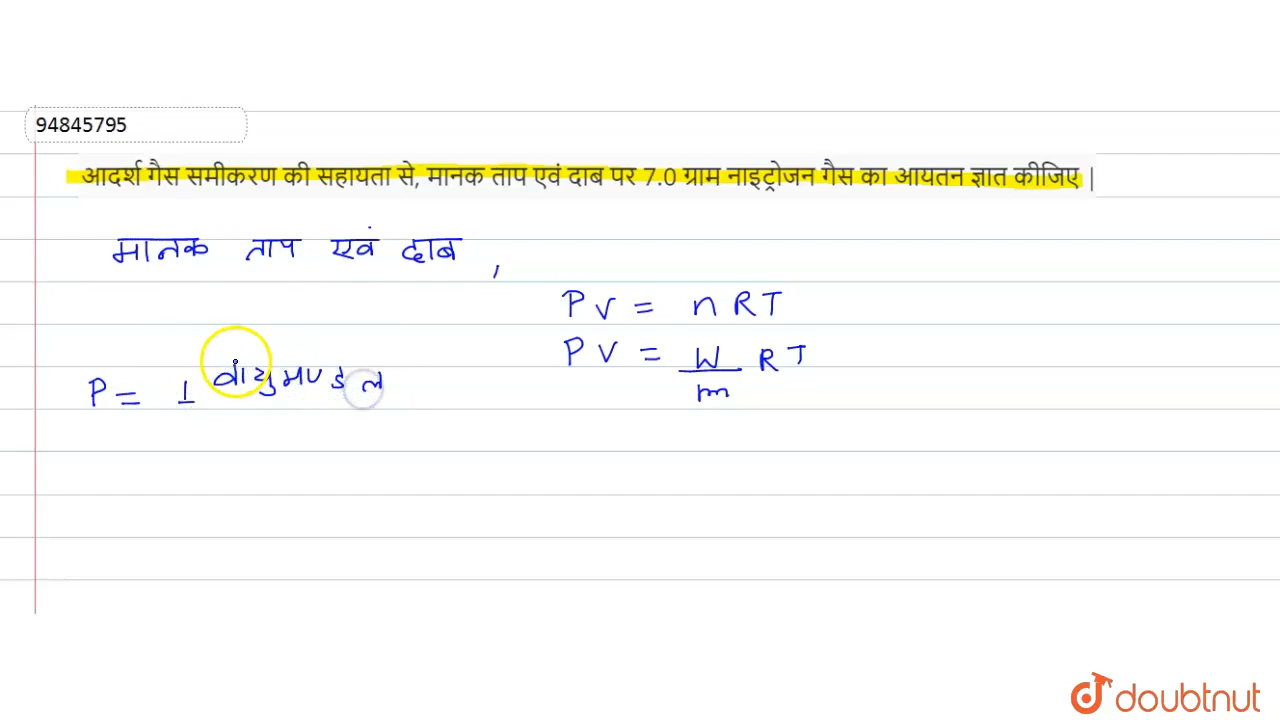 94845795
आदर्श गैस समीकरण की सहायता से, मानक ताप एवं दाब पर 7.0 ग्राम नाइट्रोजन गैस का आयतन ज्ञात कीजिए |
मानक ताप एवं दाब,
PV = nRT
PV = W/m RT
P = 1 वायुमण्डल
doubtnut